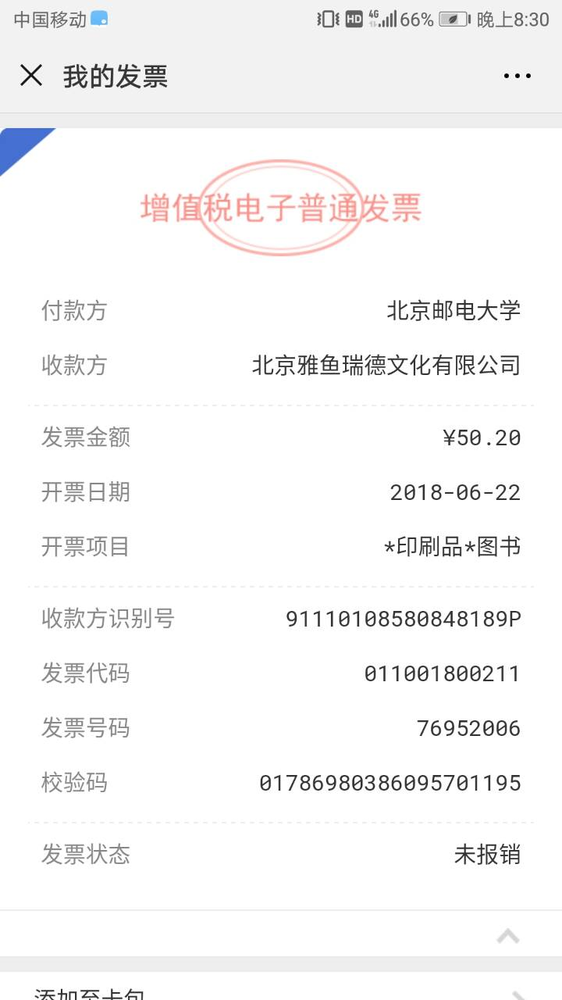 中国移动 HD 4G 66% 晚上8:30
我的发票
增值税电子普通发票
付款方 北京邮电大学
收款方 北京雅鱼瑞德文化有限公司
发票金额 ¥50.20
开票日期 2018-06-22
开票项目 *印刷品*图书
收款方识别号 91110108580848189P
发票代码 011001800211
发票号码 76952006
校验码 01786980386095701195
发票状态 未报销
添加至卡包